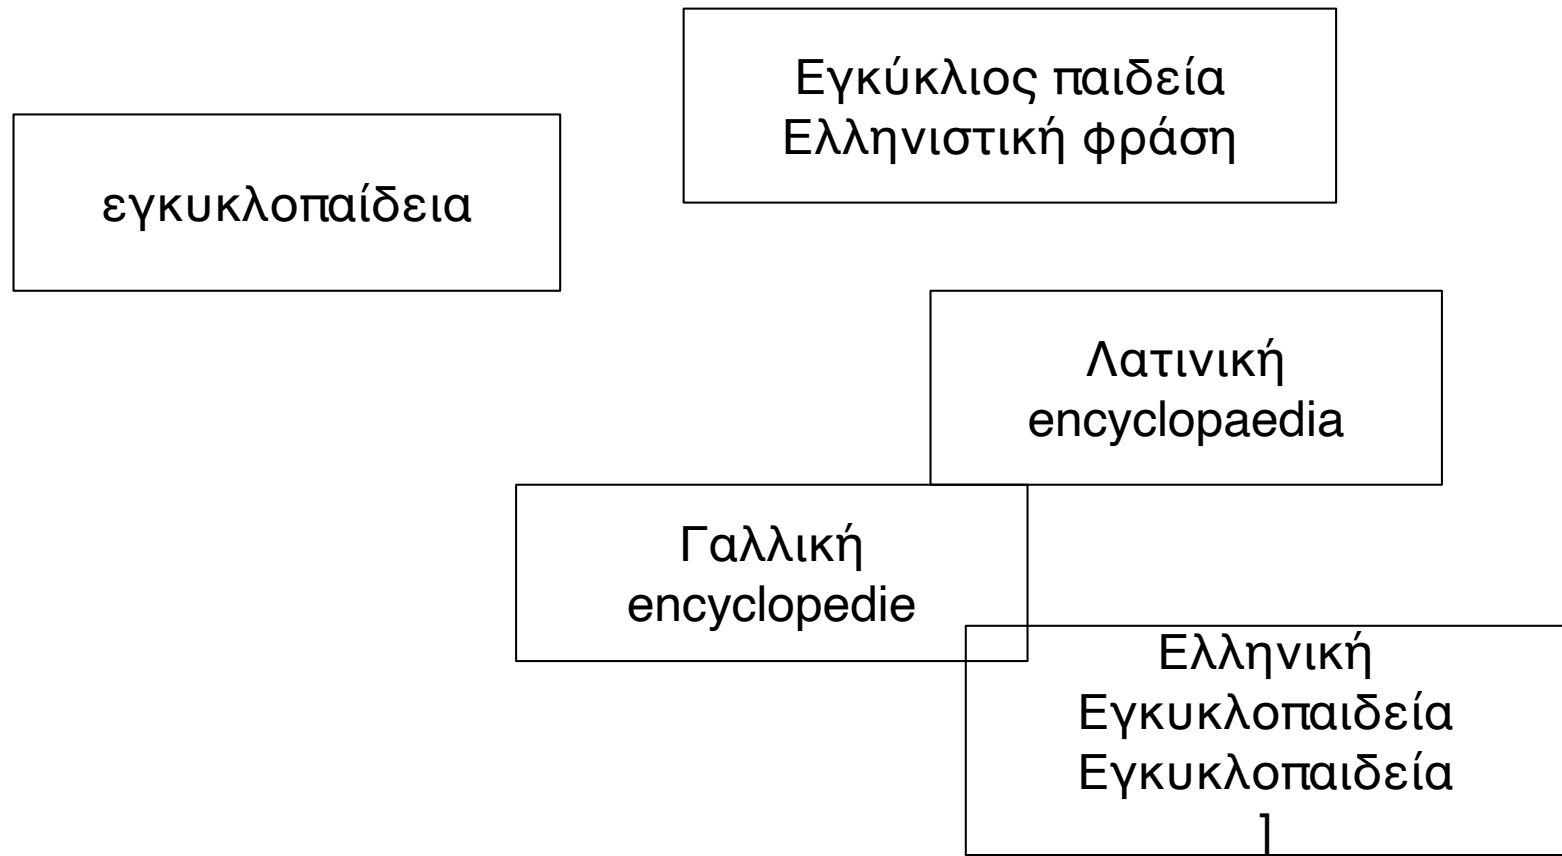 Εγκύκλιος παιδεία
Ελληνιστική φράση
εγκυκλοπαίδεια
Λατινική
encyclopaedia
Γαλλική
encyclopedie
Ελληνική
Εγκυκλοπαιδεία
Εγκυκλοπαιδεία
]